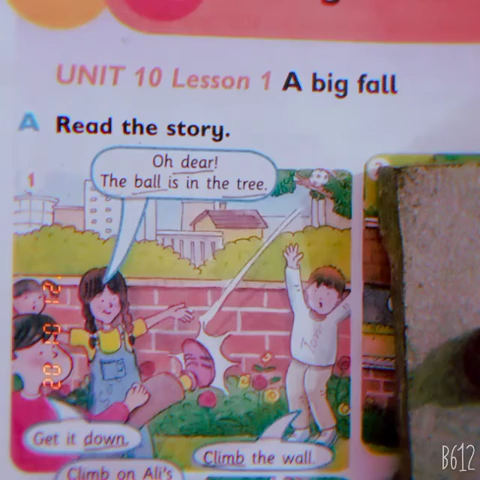 UNIT 10 Lesson 1 A big fall
A Read the story.
1
Oh dear!
The ball is in the tree.
Get it down.
Climb the wall.
Climb on Ali's
B612